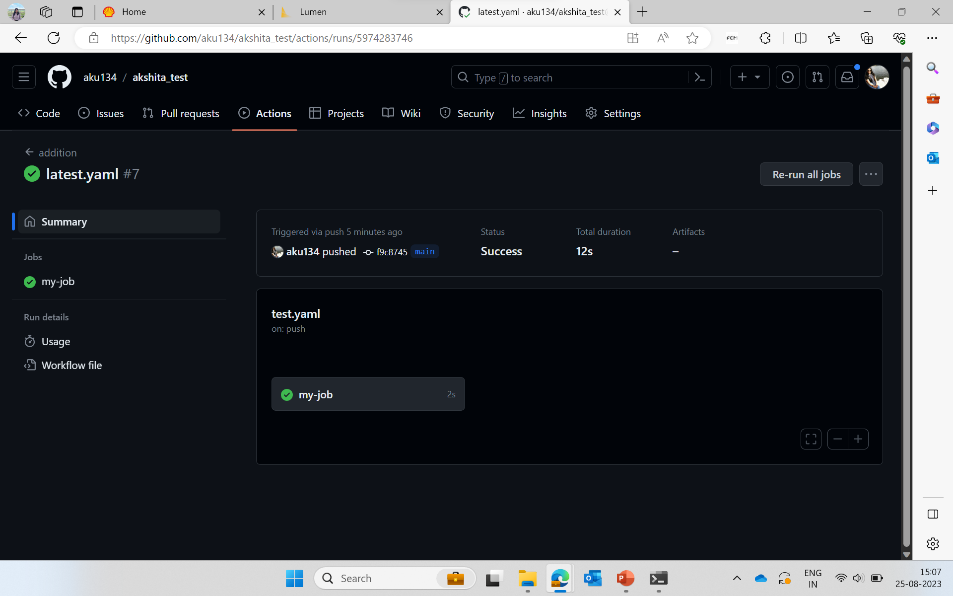 Home
Lumen
latest.yaml · aku134/akshita_test
https://github.com/aku134/akshita_test/actions/runs/5974283746
aku134 / akshita_test
Type / to search
Code
Issues
Pull requests
Actions
Projects
Wiki
Security
Insights
Settings
← addition
latest.yaml #7
Re-run all jobs
Summary
Jobs
my-job
Run details
Usage
Workflow file
Triggered via push 5 minutes ago
Status
Total duration
Artifacts
aku134 pushed
main
Success
12s
–
test.yaml
on: push
my-job
2s
Search
ENG
IN
15:07
25-08-2023